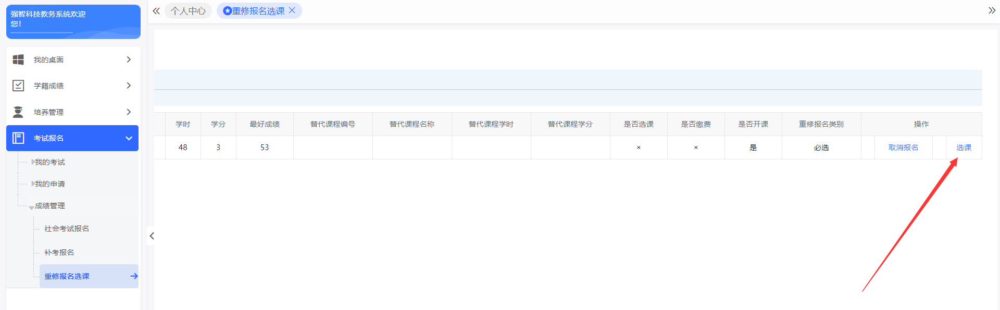 强智科技教务系统欢迎
您！
个人中心
重修报名选课
我的桌面
学籍成绩
培养管理
考试报名
我的考试
我的申请
成绩管理
社会考试报名
补考报名
重修报名选课
学时 学分 最好成绩 替代课程编号 替代课程名称 替代课程学时 替代课程学分 是否选课 是否缴费 是否开课 重修报名类别 操作
48 3 53 × × 是 必选 取消报名 选课